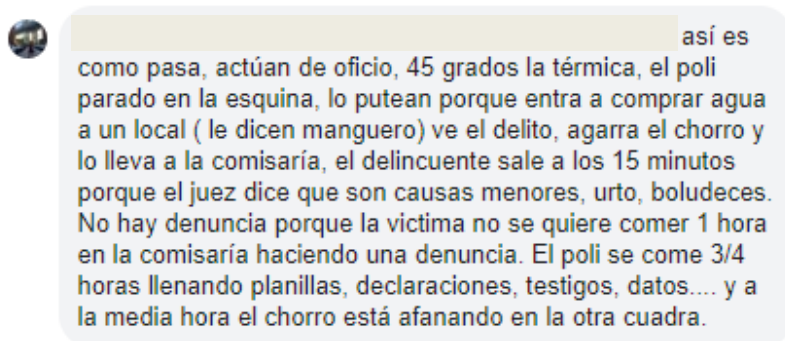 así es
como pasa, actúan de oficio, 45 grados la térmica, el poli
parado en la esquina, lo putean porque entra a comprar agua
a un local ( le dicen manguero) ve el delito, agarra el chorro y
lo lleva a la comisaría, el delincuente sale a los 15 minutos
porque el juez dice que son causas menores, urto, boludeces.
No hay denuncia porque la victima no se quiere comer 1 hora
en la comisaría haciendo una denuncia. El poli se come 3/4
horas llenando planillas, declaraciones, testigos, datos.... y a
la media hora el chorro está afanando en la otra cuadra.